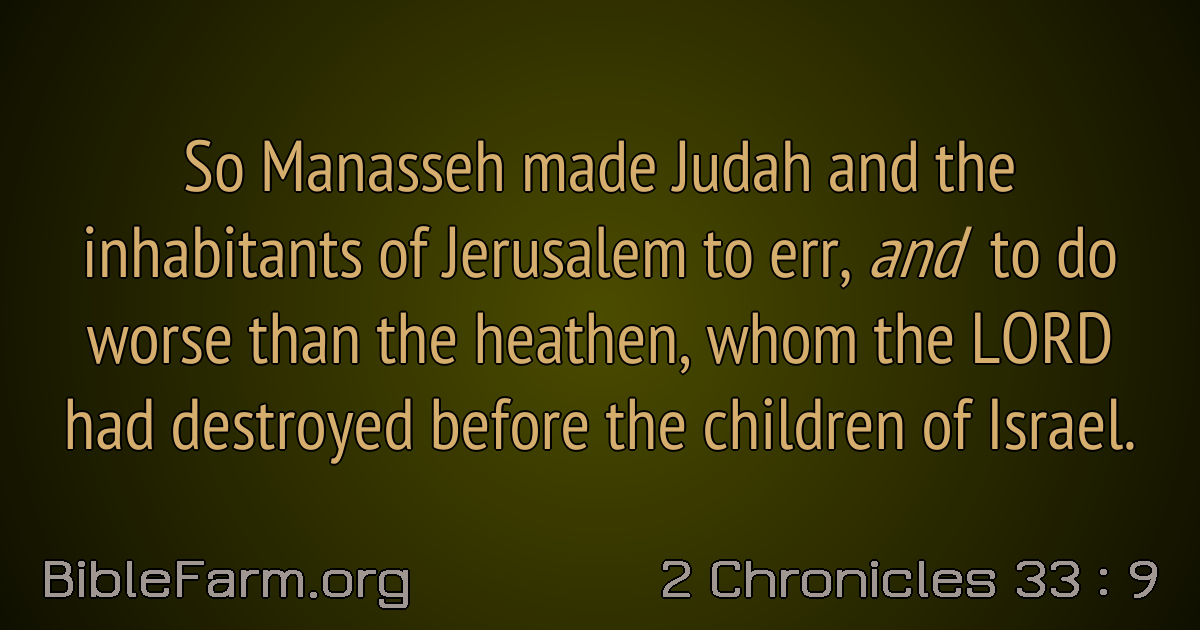 So Manasseh made Judah and the
inhabitants of Jerusalem to err, and to do
worse than the heathen, whom the LORD
had destroyed before the children of Israel.
BibleFarm.org
2 Chronicles 33 : 9